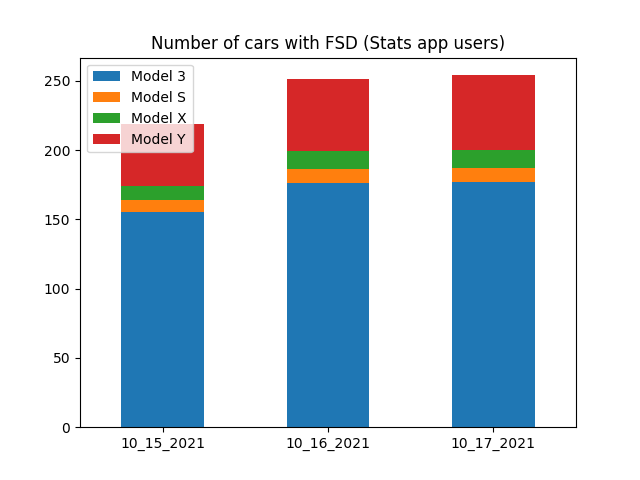 Number of cars with FSD (Stats app users)
Model 3
Model S
Model X
Model Y
250
200
150
100
50
0
10_15_2021 10_16_2021 10_17_2021